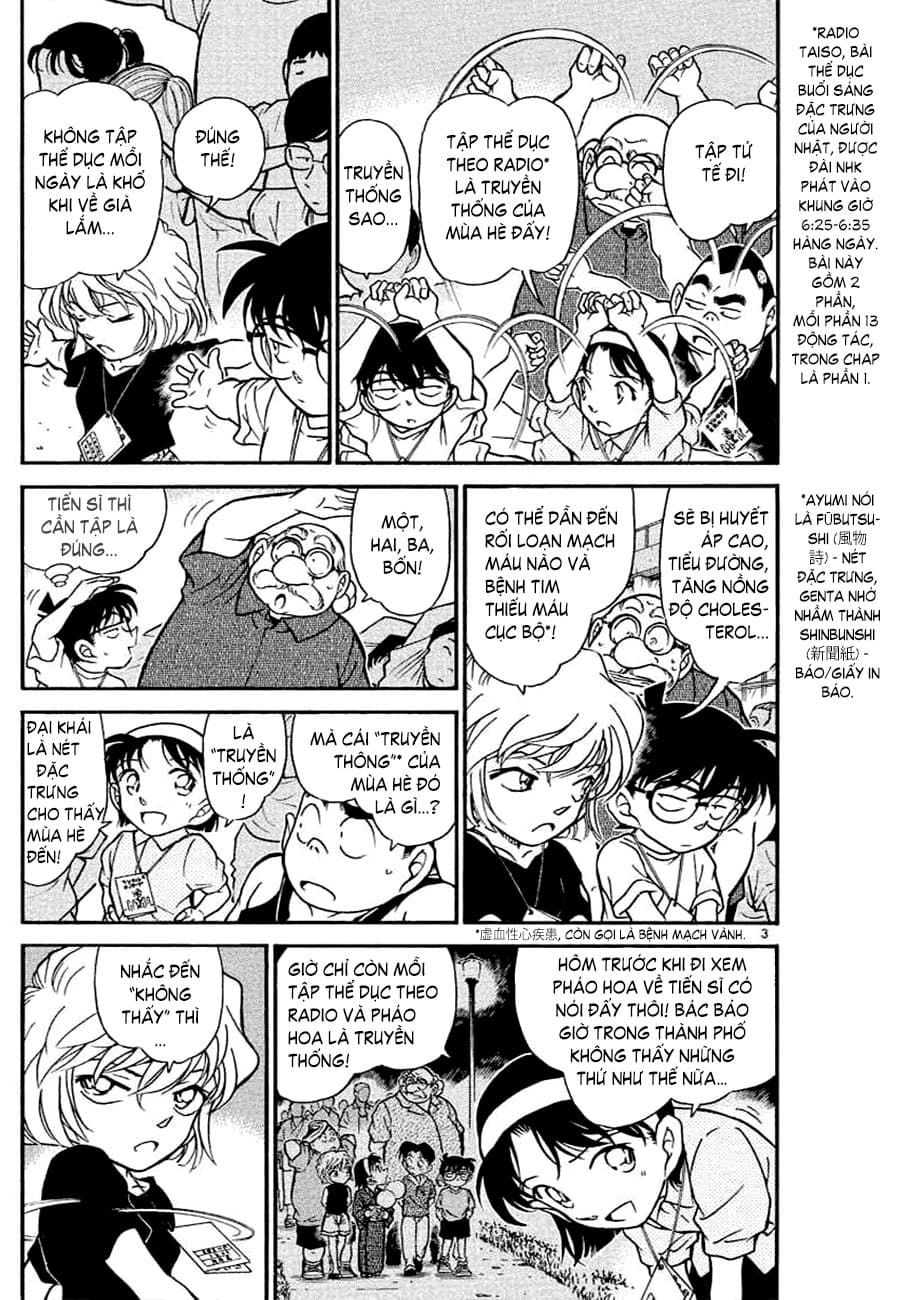 TẬP TỬ
TẾ ĐI!
TẬP THỂ DỤC
THEO RADIO*
LÀ TRUYỀN
THỐNG CỦA
MÙA HÈ ĐẤY!
TRUYỀN
THỐNG
SAO...
ĐÚNG
THẾ!
KHÔNG TẬP
THỂ DỤC MỖI
NGÀY LÀ KHỔ
KHI VỀ GIÀ
LẮM...
*RADIO
TAISO, BÀI
THỂ DỤC
BUỔI SÁNG
ĐẶC TRƯNG
CỦA NGƯỜI
NHẬT, ĐƯỢC
ĐÀI NHK
PHÁT VÀO
KHUNG GIỜ
6:25-6:35
HÀNG NGÀY.
BÀI NÀY
GỒM 2
PHẦN,
MỖI PHẦN 13
ĐỘNG TÁC,
TRONG CHAP
LÀ PHẦN 1.
SẼ BỊ HUYẾT
ÁP CAO,
TIỂU ĐƯỜNG,
TĂNG NỒNG
ĐỘ CHOLES-
TEROL...
CÓ THỂ DẪN ĐẾN
RỐI LOẠN MẠCH
MÁU NÃO VÀ
BỆNH TIM
THIẾU MÁU
CỤC BỘ*!
*虚血性心疾患, CÒN GỌI LÀ BỆNH MẠCH VÀNH.
3
MỘT,
HAI, BA,
BỐN!
TIẾN SĨ THÌ
CẦN TẬP LÀ
ĐÚNG...
MÀ CÁI “TRUYỀN
THÔNG”* CỦA
MÙA HÈ ĐÓ
LÀ GÌ...?
LÀ
“TRUYỀN
THỐNG”
!
ĐẠI KHÁI
LÀ NÉT
ĐẶC
TRƯNG
CHO THẤY
MÙA HÈ
ĐẾN!
*AYUMI NÓI
LÀ FŪBUTSU-
SHI (風物
詩) - NÉT
ĐẶC TRƯNG,
GENTA NHỚ
NHẦM THÀNH
SHINBUNSHI
(新聞紙) -
BÁO/GIẤY IN
BÁO.
HÔM TRƯỚC KHI ĐI XEM
PHÁO HOA VỀ TIẾN SĨ CÓ
NÓI ĐẤY THÔI! BÁC BẢO
GIỜ TRONG THÀNH PHỐ
KHÔNG THẤY NHỮNG
THỨ NHƯ THẾ NỮA...
GIỜ CHỈ CÒN MỖI
TẬP THỂ DỤC THEO
RADIO VÀ PHÁO
HOA LÀ TRUYỀN
THỐNG!
NHẮC ĐẾN
“KHÔNG
THẤY” THÌ
...